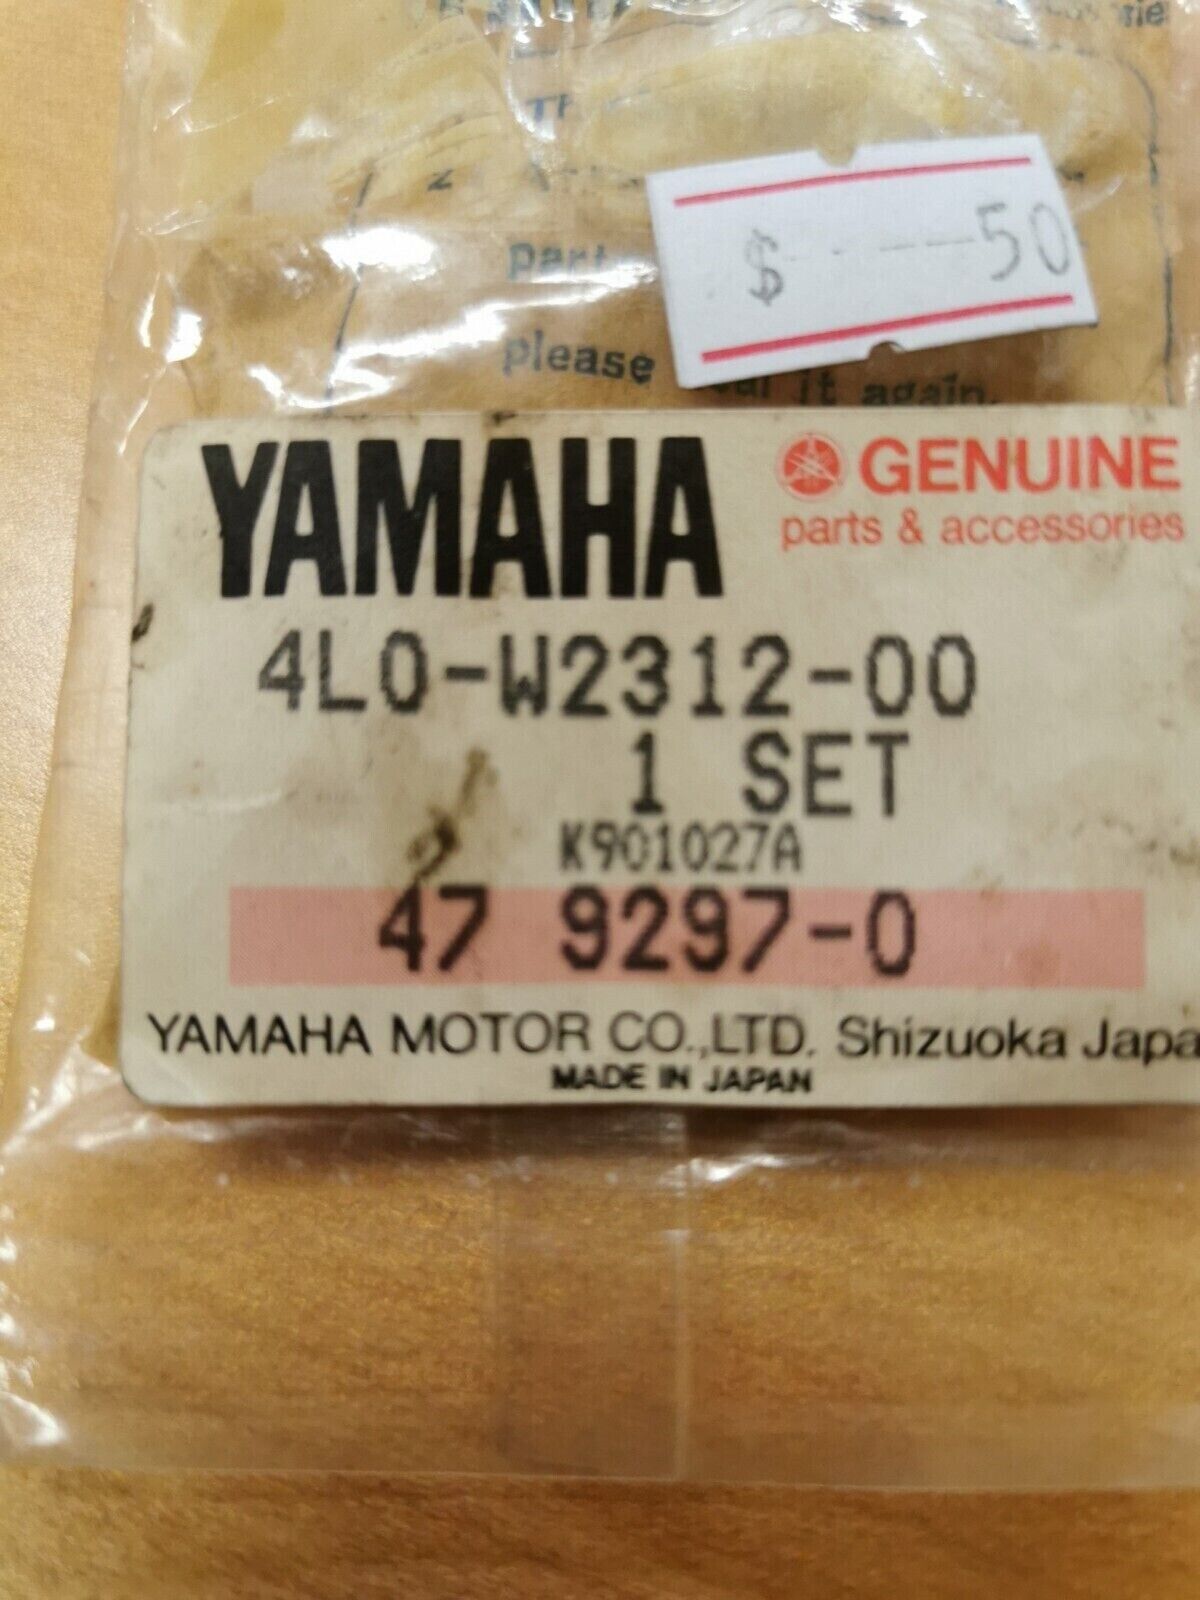 Part
$ - - - - 50
please it again.
YAMAHA
GENUINE
parts & accessories
4L0-W2312-00
1 SET
K901027A
47 9297-0
YAMAHA MOTOR CO.,LTD. Shizuoka Japa
MADE IN JAPAN